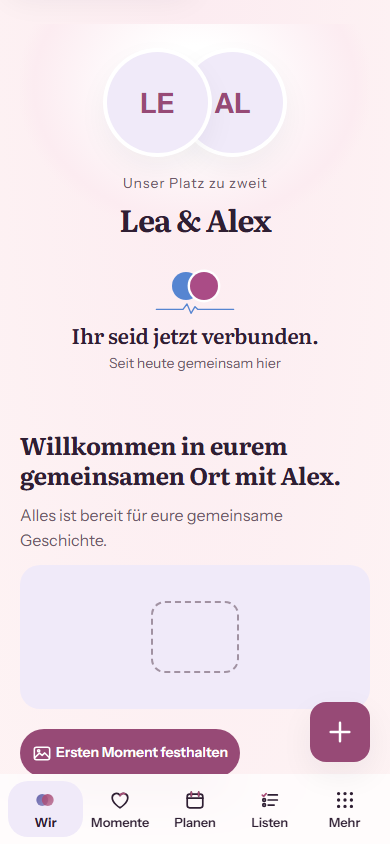 LE
AL
Unser Platz zu zweit
Lea & Alex
Ihr seid jetzt verbunden.
Seit heute gemeinsam hier
Willkommen in eurem
gemeinsamen Ort mit Alex.
Alles ist bereit für eure gemeinsame
Geschichte.
Ersten Moment festhalten
Wir
Momente
Planen
Listen
Mehr